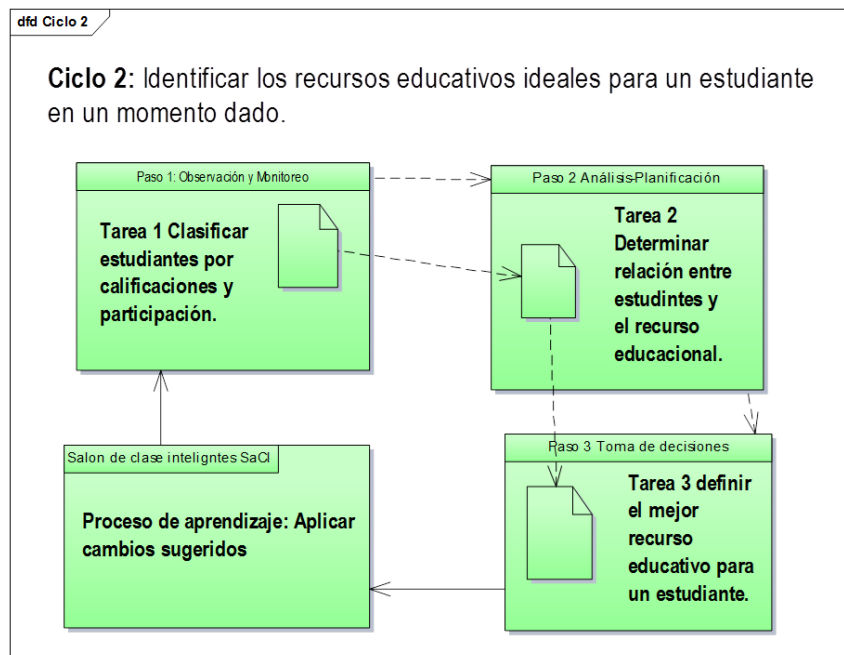 dfd Ciclo 2
Ciclo 2: Identificar los recursos educativos ideales para un estudiante
en un momento dado.
Paso 1: Observación y Monitoreo
Tarea 1 Clasificar
estudiantes por
calificaciones y
participación.
Paso 2 Análisis-Planificación
Tarea 2
Determinar
relación entre
estudintes y
el recurso
educacional.
Salon de clase inteligntes SaCI
Proceso de aprendizaje: Aplicar
cambios sugeridos
Paso 3 Toma de decisiones
Tarea 3 definir
el mejor
recurso
educativo para
un estudiante.